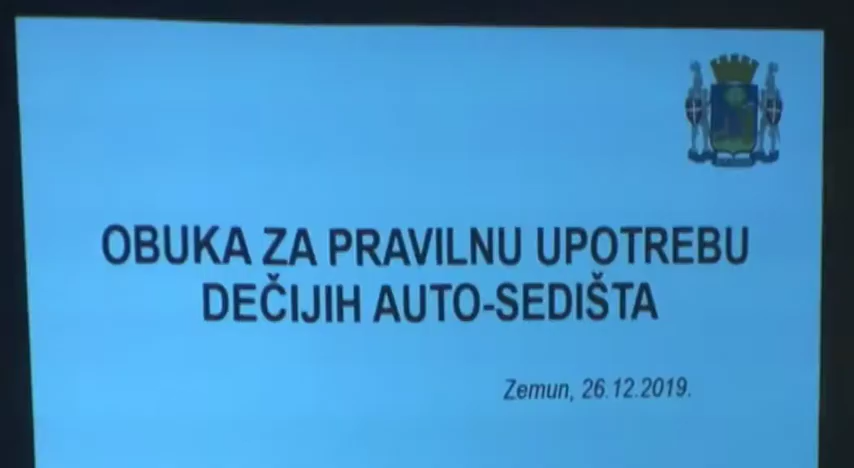 OBUKA ZA PRAVILNU UPOTREBU
DEČIJIH AUTO-SEDIŠTA
Zemun, 26.12.2019.